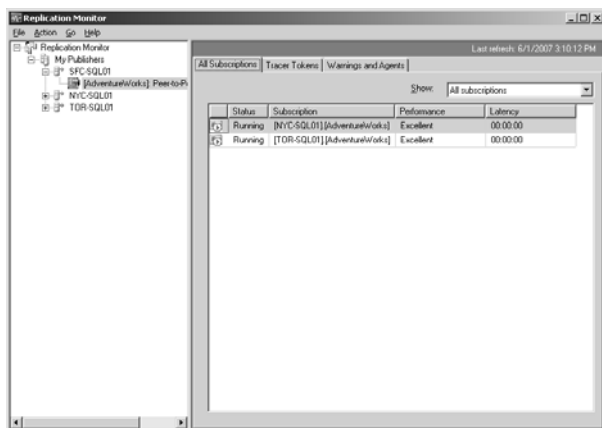 Replication Monitor
File Action Go Help
Replication Monitor
My Publishers
SFC-SQL01
[AdventureWorks]: Peer-to-P
NYC-SQL01
TOR-SQL01
Last refresh: 6/1/2007 3:10:12 PM
All Subscriptions Tracer Tokens Warnings and Agents
Show: All subscriptions
Status Subscription Performance Latency
Running [NYC-SQL01].[AdventureWorks] Excellent 00:00:00
Running [TOR-SQL01].[AdventureWorks] Excellent 00:00:00